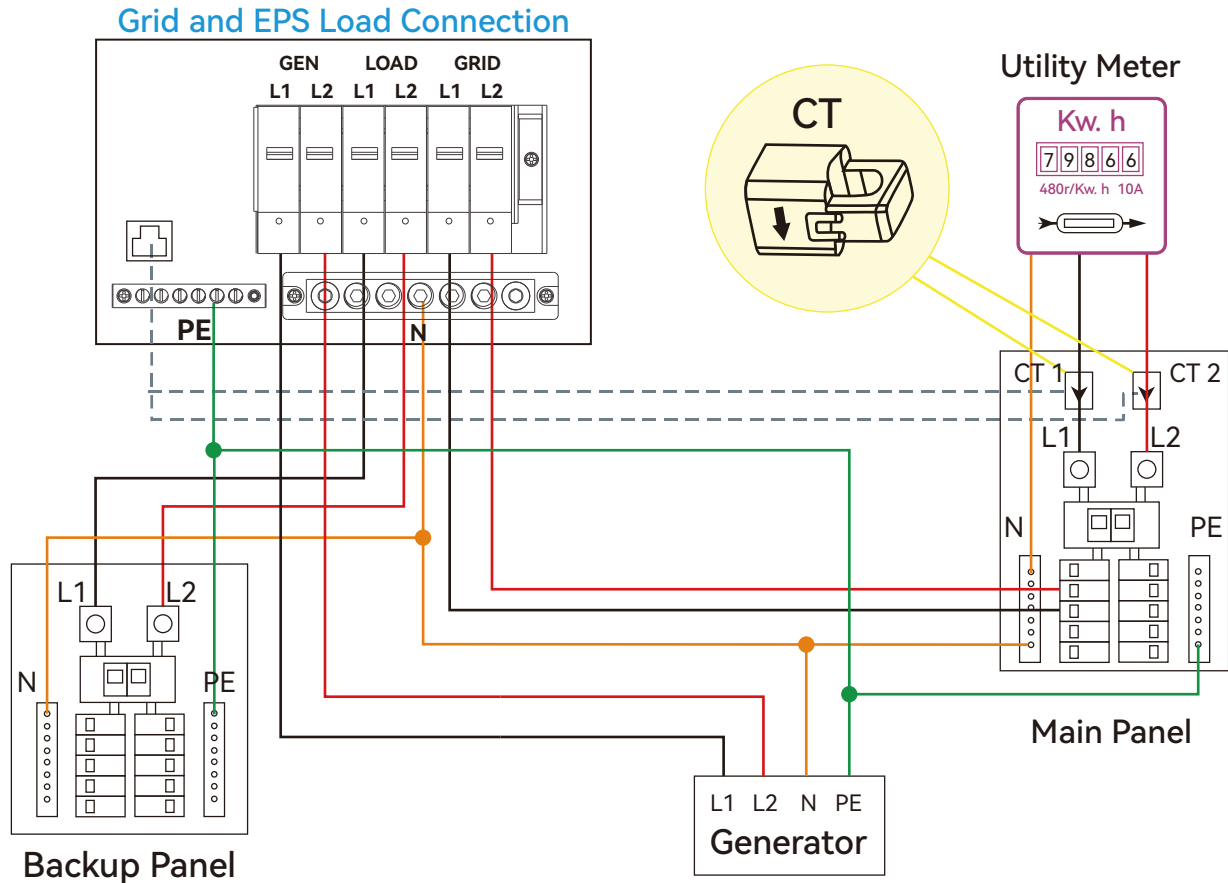 Grid and EPS Load Connection
GEN LOAD GRID
L1 L2 L1 L2 L1 L2
PE
N
CT
Utility Meter
Kw. h
79866
480r/Kw. h 10A
CT 1
CT 2
L1
L2
N
PE
Main Panel
L1
L2
N
PE
Backup Panel
L1 L2 N PE
Generator